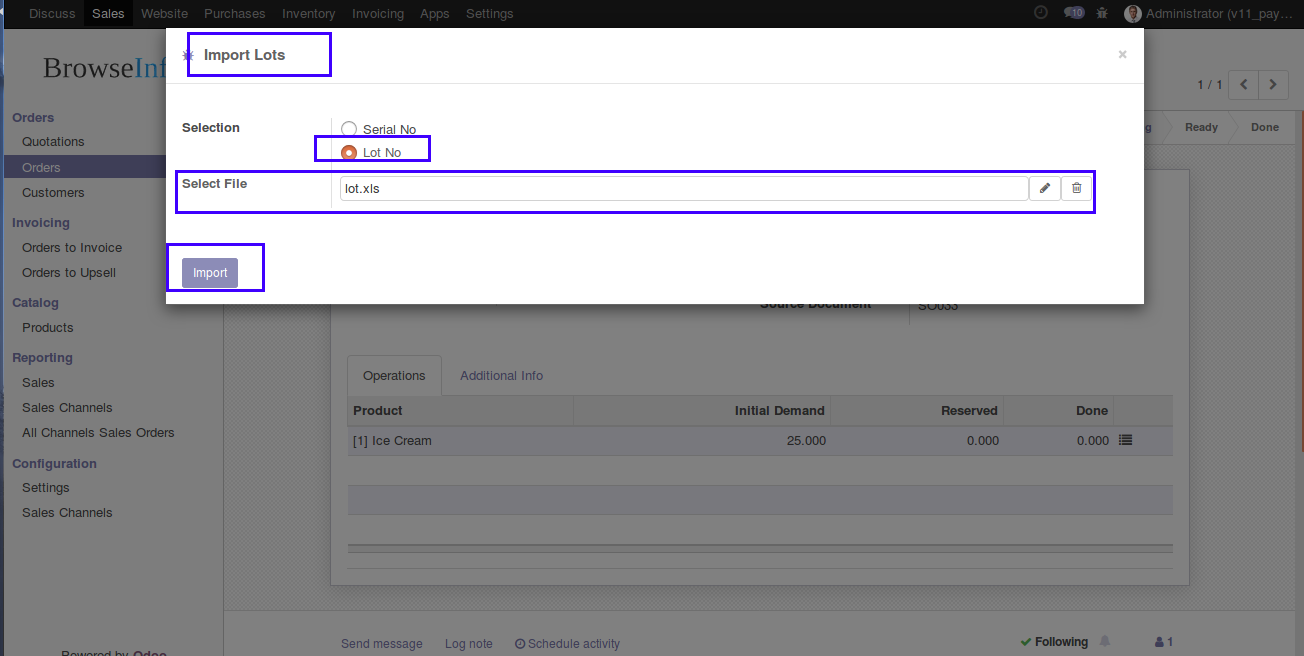 Discuss Sales Website Purchases Inventory Invoicing Apps Settings 10 Administrator (v11_pay…
Import Lots ×
BrowseInf
1 / 1
Orders
Quotations
Orders
Customers
Invoicing
Orders to Invoice
Orders to Upsell
Catalog
Products
Reporting
Sales
Sales Channels
All Channels Sales Orders
Configuration
Settings
Sales Channels
Powered by Odoo
Selection
Serial No
Lot No
Select File lot.xls
Import
Ready Done
Source Document SO033
Operations Additional Info
Product Initial Demand Reserved Done
[1] Ice Cream 25.000 0.000 0.000
Send message Log note Schedule activity Following 1